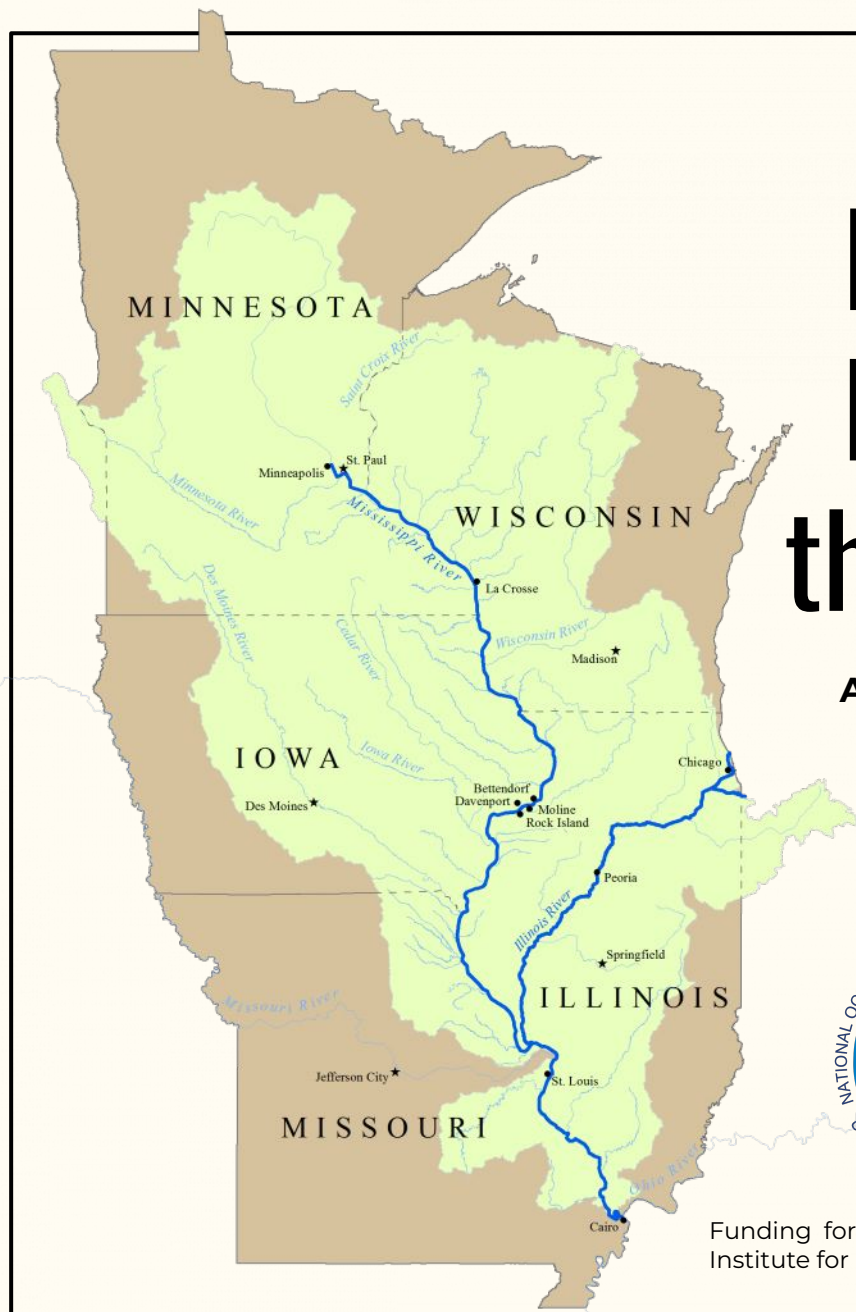 MINNESOTA
Saint Croix River
Minneapolis
St. Paul
Minnesota River
Mississippi River
WISCONSIN
th
La Crosse
Des Moines River
Cedar River
Wisconsin River
Madison
A
IOWA
Iowa River
Chicago
Bettendorf
Davenport
Moline
Des Moines
Rock Island
Peoria
Illinois River
Springfield
ILLINOIS
Missouri River
NATIONAL OC
Jefferson City
St. Louis
MISSOURI
Ohio River
Cairo
Funding for
Institute for